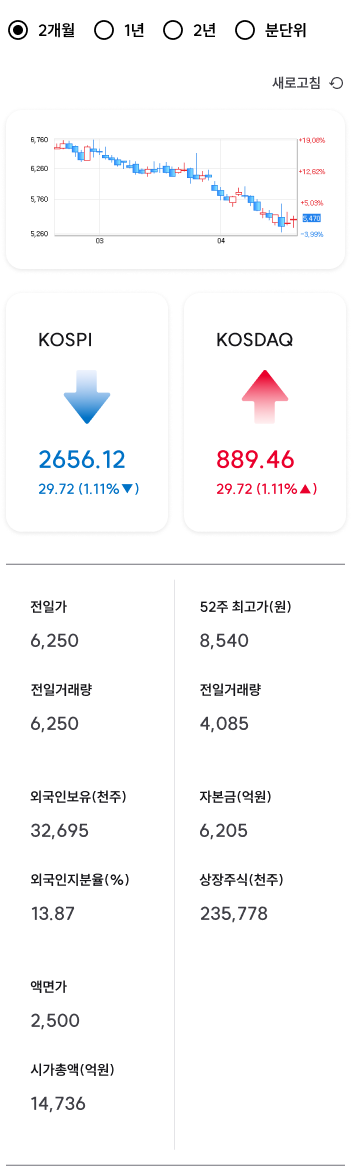 2개월 1년 2년 분단위
새로고침
6,760 +19,08%
6,260 +12,62%
5,760 +5,03%
5,470
5,260 -3,99%
03 04
KOSPI KOSDAQ
2656.12 889.46
29.72 (1.11%▼) 29.72 (1.11%▲)
전일가 52주 최고가(원)
6,250 8,540
전일거래량 전일거래량
6,250 4,085
외국인보유(천주) 자본금(억원)
32,695 6,205
외국인지분율(%) 상장주식(천주)
13.87 235,778
액면가
2,500
시가총액(억원)
14,736